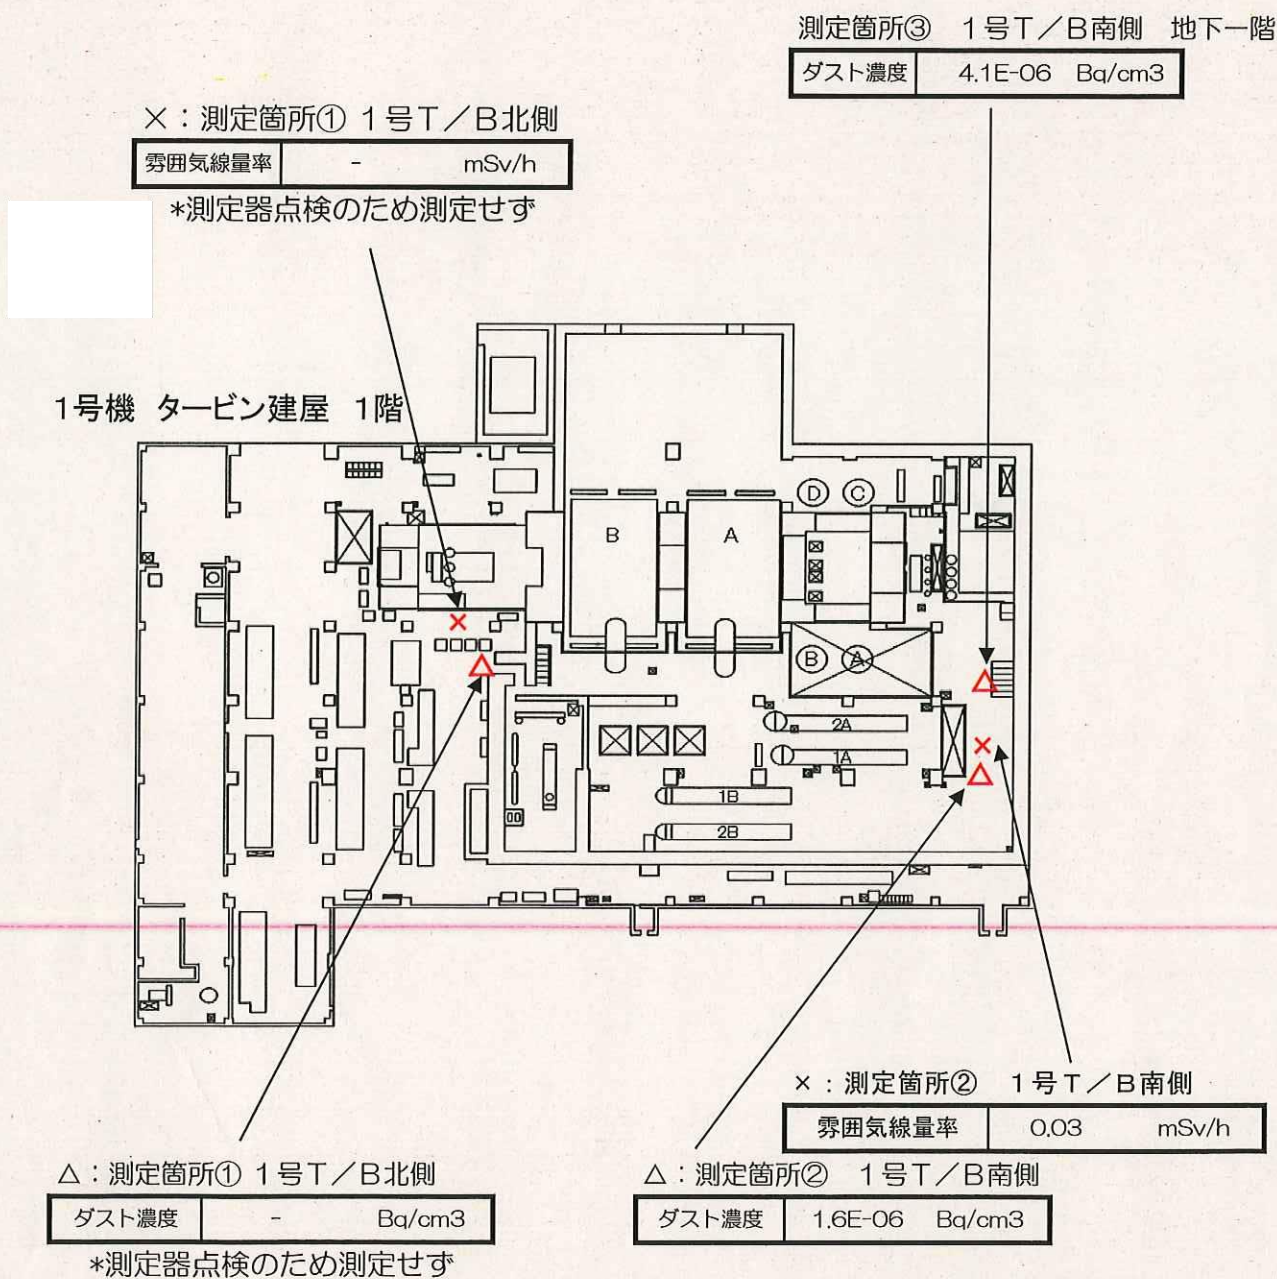 測定箇所③ 1号T/B南側 地下一階
ダスト濃度 4.1E-06 Bq/cm3
×:測定箇所① 1号T/B北側
雰囲気線量率 - mSv/h
*測定器点検のため測定せず
1号機 タービン建屋 1階
D C
B A
B A
2A
1A
1B
2B
×:測定箇所② 1号T/B南側
雰囲気線量率 0.03 mSv/h
△:測定箇所① 1号T/B北側
ダスト濃度 - Bq/cm3
*測定器点検のため測定せず
△:測定箇所② 1号T/B南側
ダスト濃度 1.6E-06 Bq/cm3